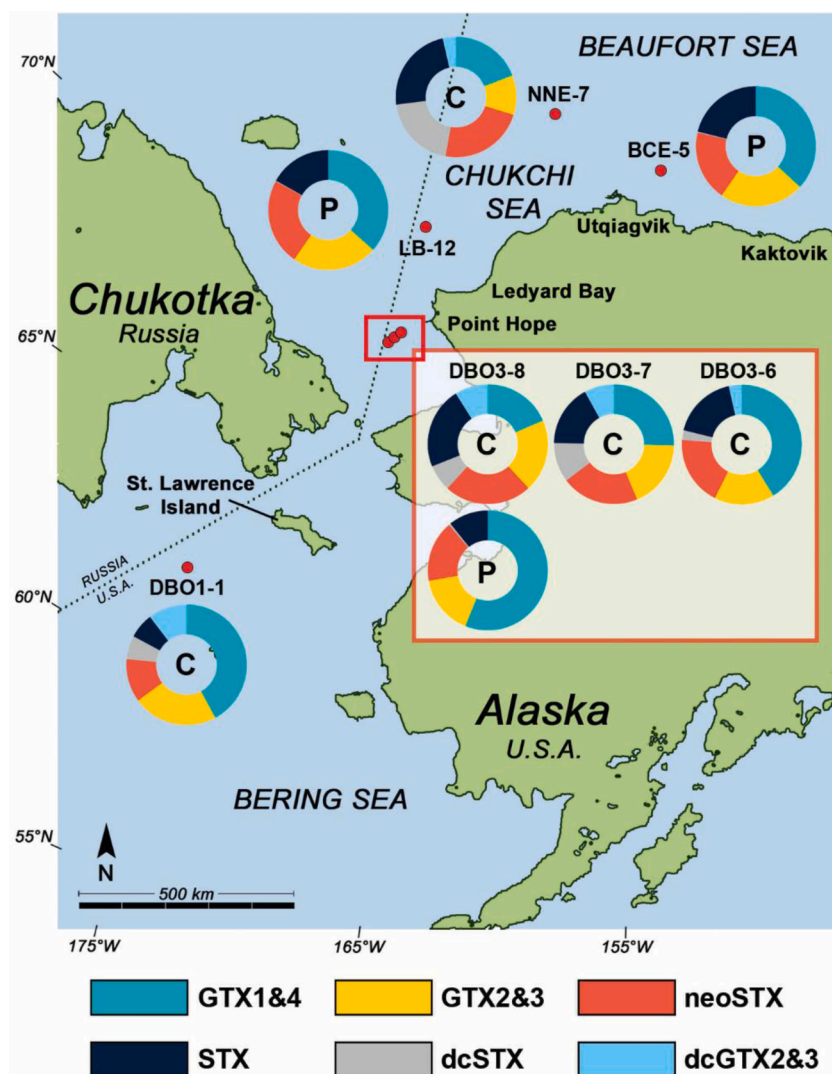 BEAUFORT SEA
70°N
C
NNE-7
BCE-5
P
CHUKCHI
SEA
P
Utqiagvik
LB-12
Kaktovik
Chukotka
Russia
Ledyard Bay
65°N
Point Hope
DBO3-8
DBO3-7
DBO3-6
C
C
C
St. Lawrence
Island
RUSSIA
U.S.A.
P
60°N
DBO1-1
C
Alaska
U.S.A.
BERING SEA
55°N
N
500 km
175°W
165°W
155°W
GTX1&4
GTX2&3
neoSTX
STX
dcSTX
dcGTX2&3